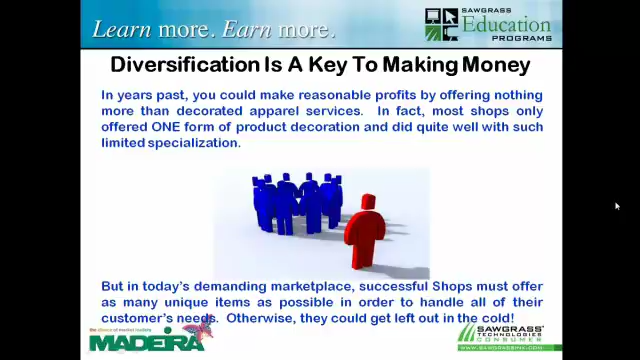 Learn more. Earn more.
SAWGRASS
Education
PROGRAMS
Diversification Is A Key To Making Money
In years past, you could make reasonable profits by offering nothing
more than decorated apparel services. In fact, most shops only
offered ONE form of product decoration and did quite well with such
limited specialization.
But in today's demanding marketplace, successful Shops must offer
as many unique items as possible in order to handle all of their
customer's needs. Otherwise, they could get left out in the cold!
MADEIRA
SAWGRASS
TECHNOLOGIES
CONSUMER